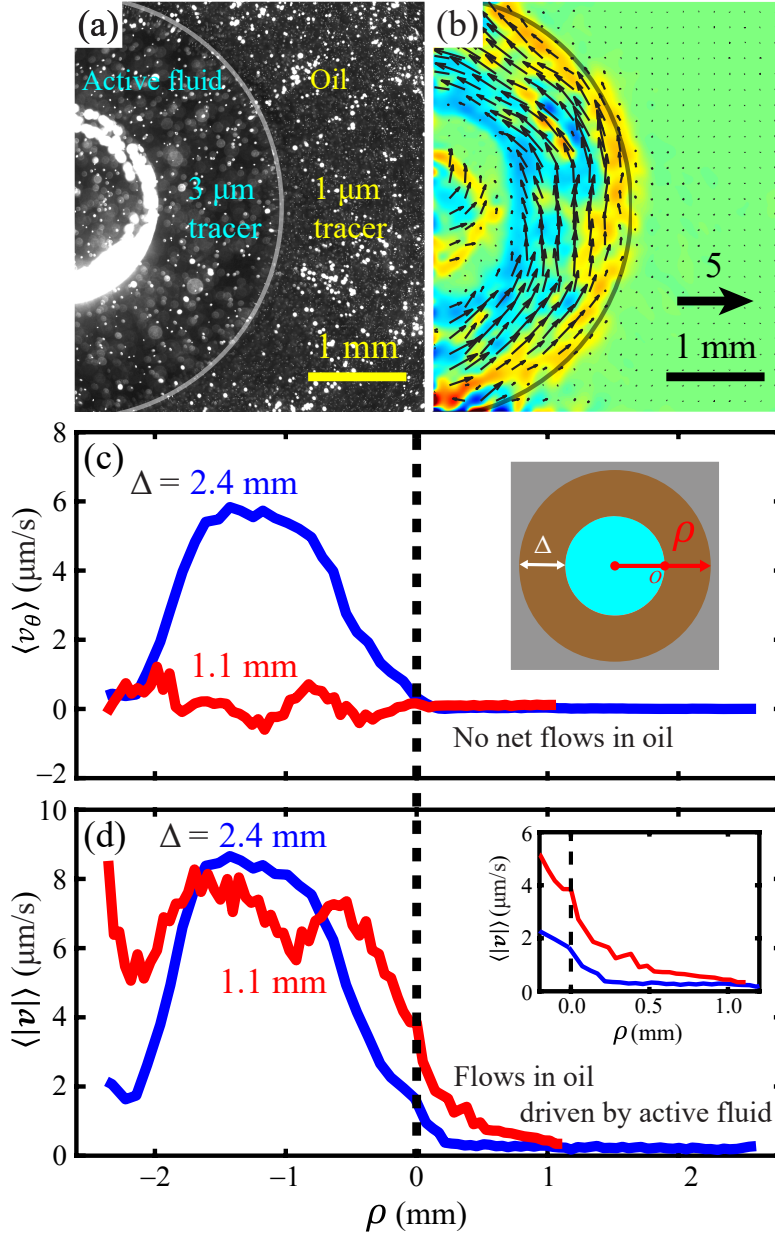 (a)
Active fluid
Oil
3 μm
tracer
1 μm
tracer
1 mm
(b)
5
1 mm
(c)
Δ = 2.4 mm
1.1 mm
Δ
ρ
o
No net flows in oil
8
6
4
2
0
−2
⟨v_θ⟩ (μm/s)
(d)
Δ = 2.4 mm
1.1 mm
Flows in oil
driven by active fluid
10
8
6
4
2
0
⟨|v|⟩ (μm/s)
6
4
2
0
⟨|v|⟩ (μm/s)
0.0 0.5 1.0
ρ (mm)
−2 −1 0 1 2
ρ (mm)